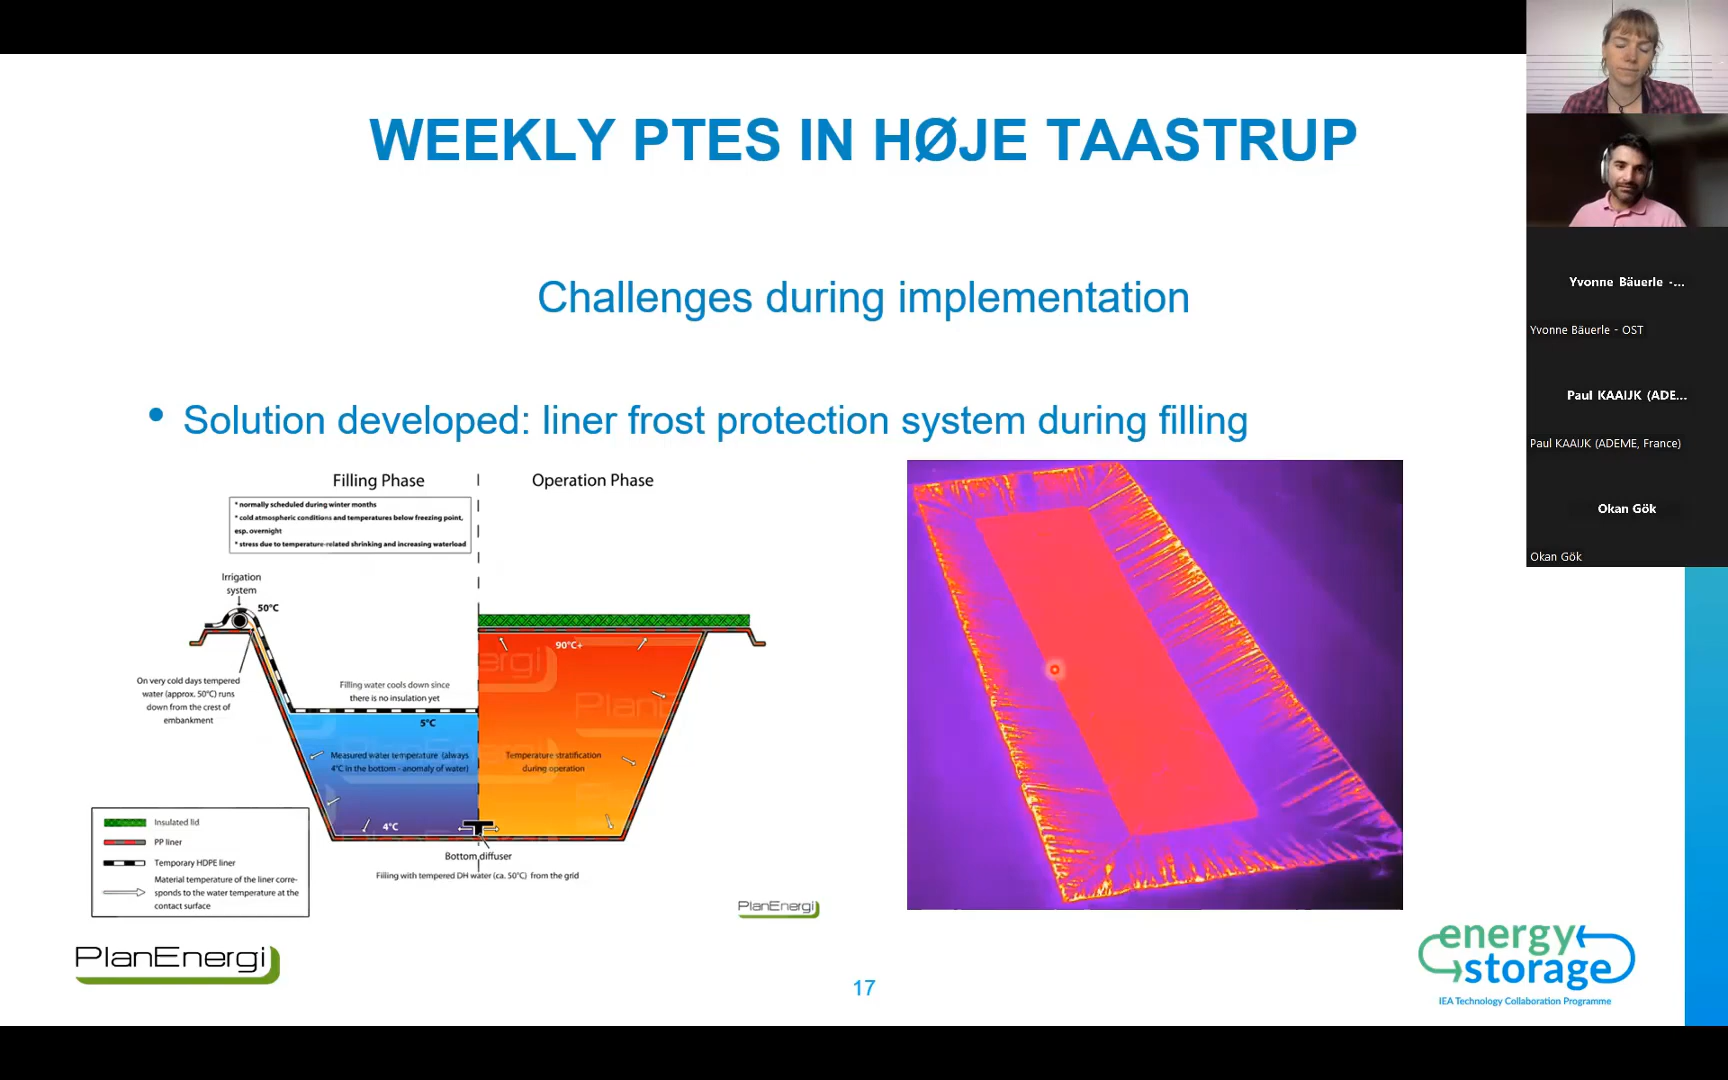 WEEKLY PTES IN HØJE TAASTRUP
Challenges during implementation
• Solution developed: liner frost protection system during filling
Filling Phase
Operation Phase
* normally scheduled during winter months
* cold atmospheric conditions and temperatures below freezing point,
esp. overnight
* stress due to temperature-related shrinking and increasing waterload
Irrigation
system
50°C
90°C+
On very cold days tempered
water (approx. 50°C) runs
down from the crest of
embankment
Filling water cools down since
there is no insulation yet
5°C
Measured water temperature (always
4°C in the bottom - anomaly of water)
Temperature stratification
during operation
4°C
Bottom diffuser
Filling with tempered DH water (ca. 50°C) from the grid
Insulated lid
PP liner
Temporary HDPE liner
Material temperature of the liner corre-
sponds to the water temperature at the
contact surface
PlanEnergi
PlanEnergi
17
energy
storage
IEA Technology Collaboration Programme
Yvonne Bäuerle -...
Yvonne Bäuerle - OST
Paul KAAIJK (ADE...
Paul KAAIJK (ADEME, France)
Okan Gök
Okan Gök